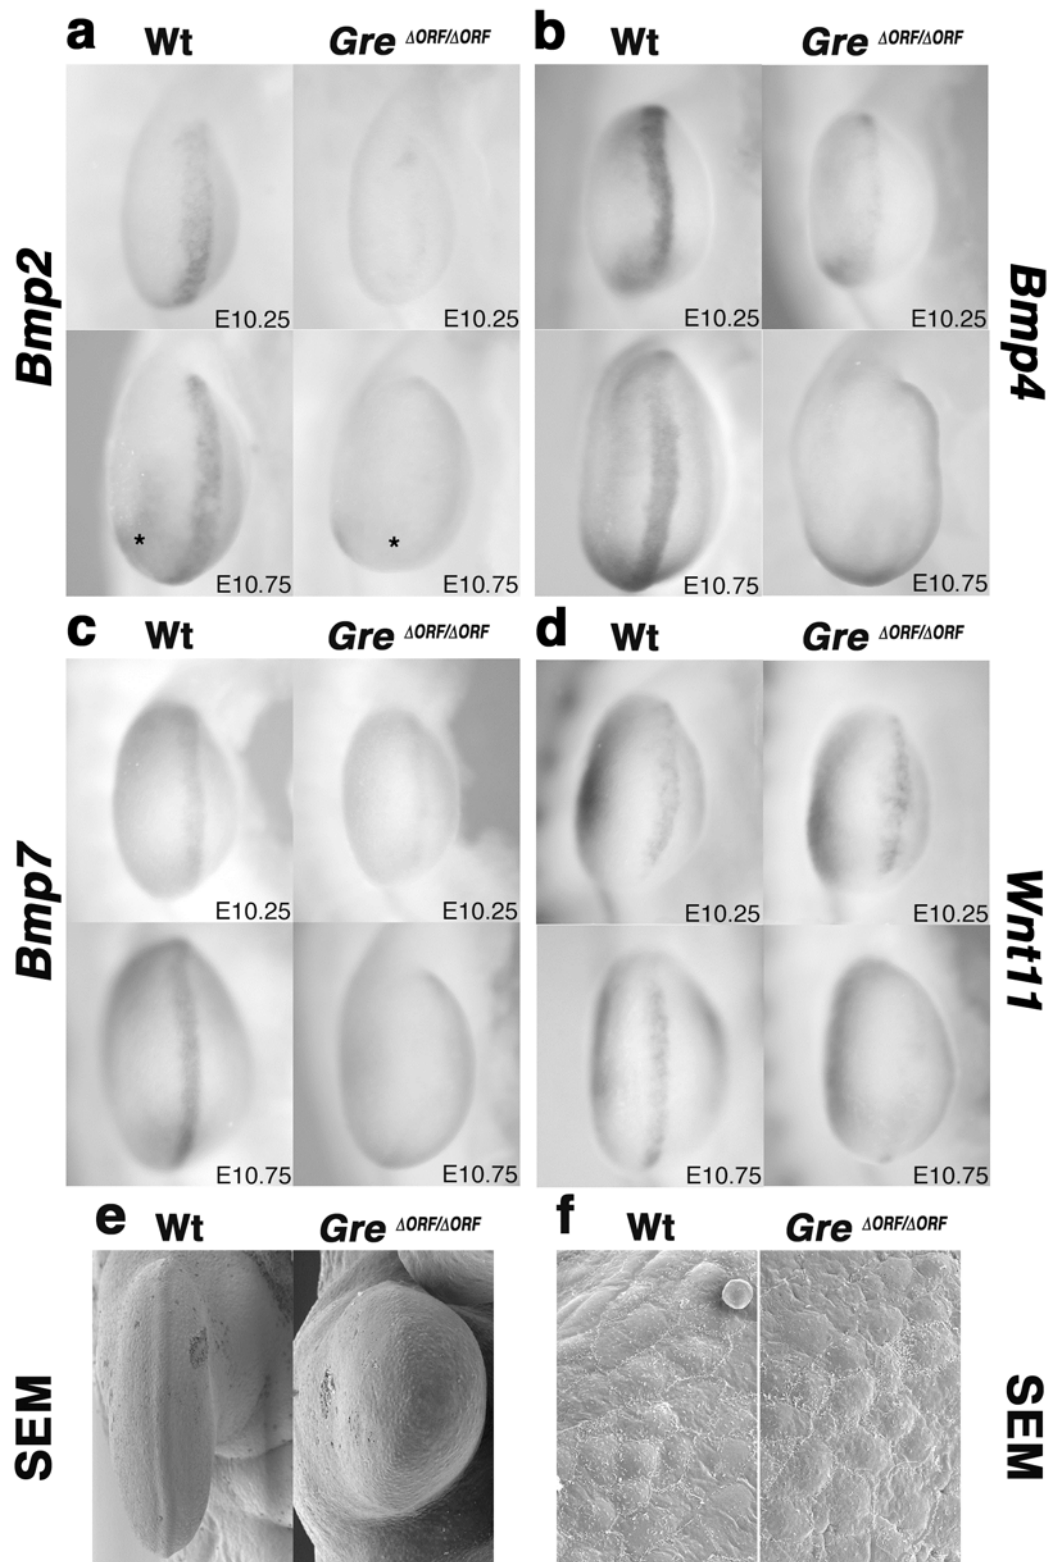 a Wt Gre ΔORF/ΔORF b Wt Gre ΔORF/ΔORF
Bmp2
E10.25 E10.25 E10.25 E10.25
Bmp4
* *
E10.75 E10.75 E10.75 E10.75
c Wt Gre ΔORF/ΔORF d Wt Gre ΔORF/ΔORF
Bmp7
E10.25 E10.25 E10.25 E10.25
Wnt11
E10.75 E10.75 E10.75 E10.75
e Wt Gre ΔORF/ΔORF f Wt Gre ΔORF/ΔORF
SEM
SEM